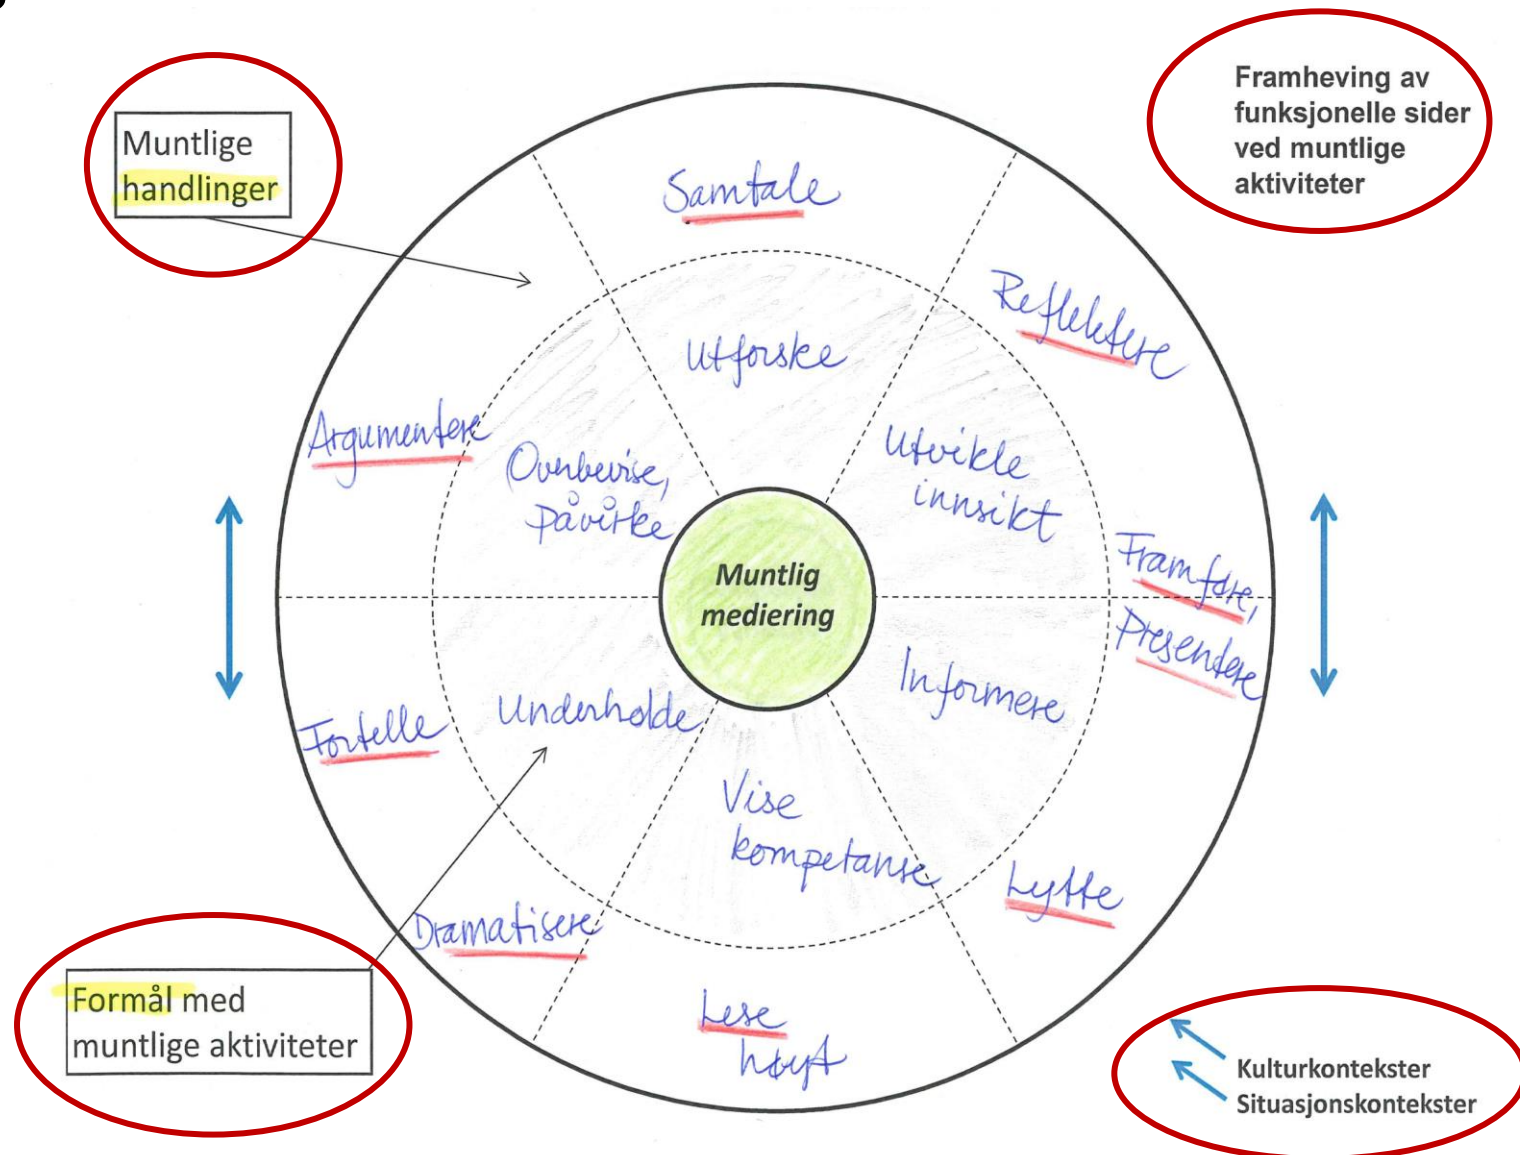 Muntlige
handlinger
Framheving av
funksjonelle sider
ved muntlige
aktiviteter
Samtale
Reflektere
Utforske
Argumentere
Overbevise,
påvirke
Utvikle
innsikt
Muntlig
mediering
Framføre,
Presentere
Informere
Underholde
Fortelle
Vise
kompetanse
Lytte
Dramatisere
Lese
høyt
Formål med
muntlige aktiviteter
Kulturkontekster
Situasjonskontekster